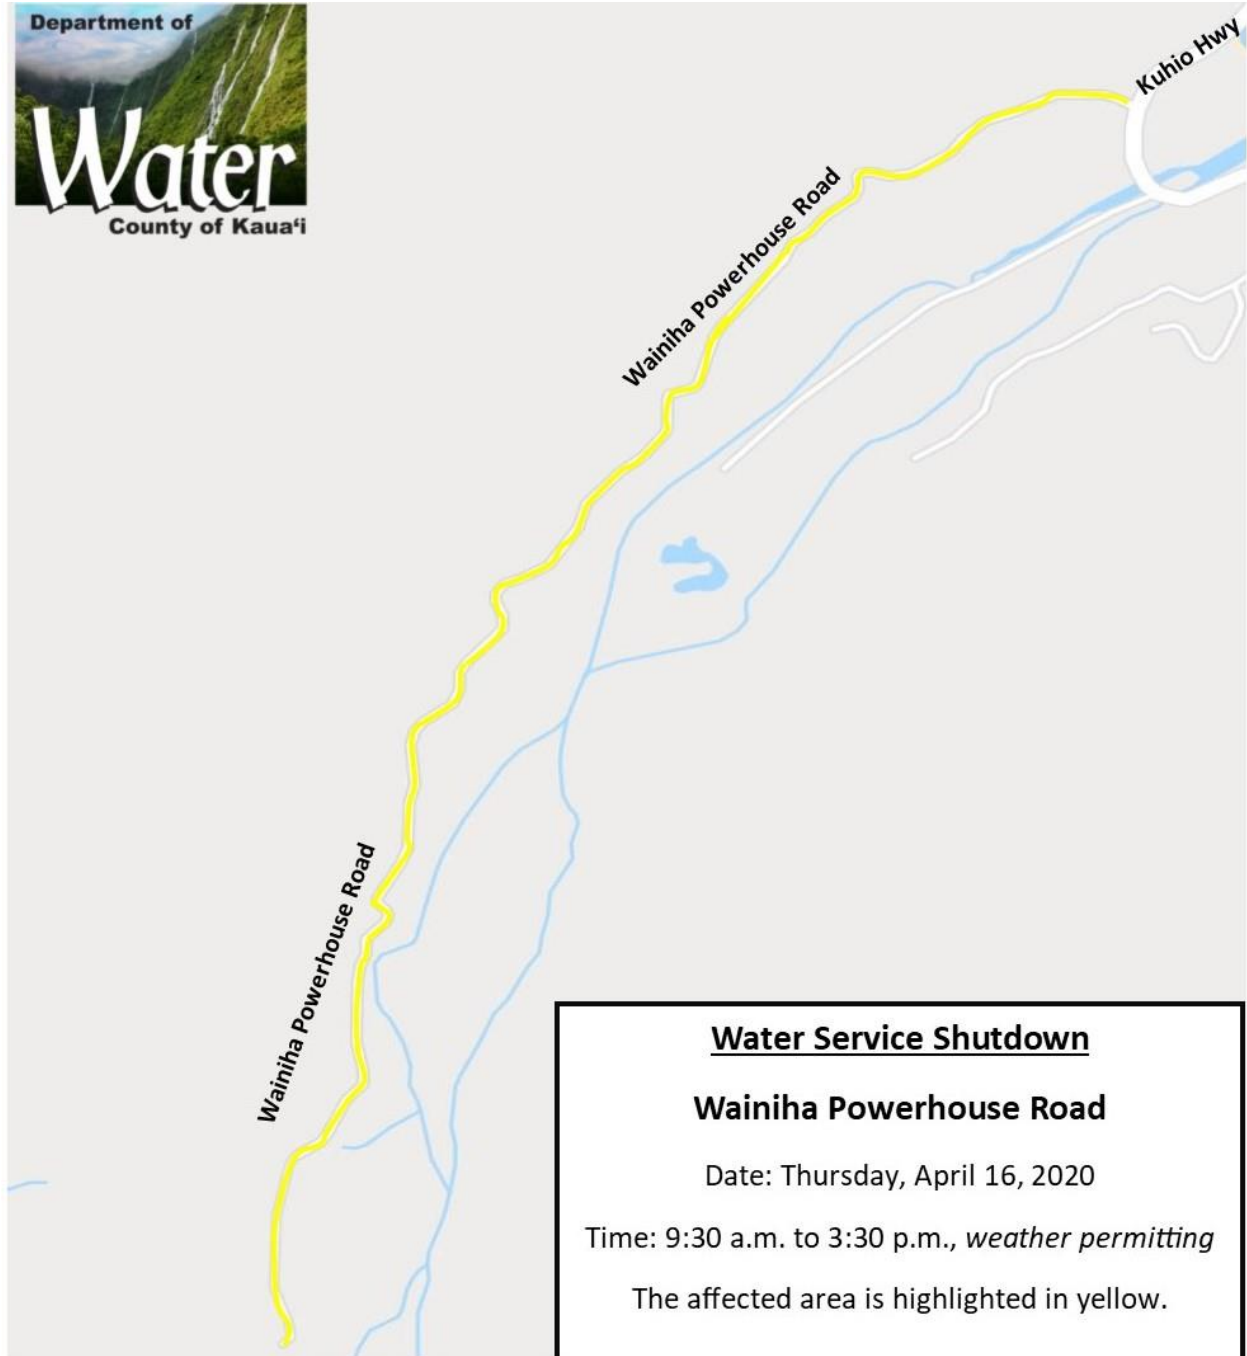 Department of
Water
County of Kauaʻi
Kuhio Hwy
Wainiha Powerhouse Road
Wainiha Powerhouse Road
Water Service Shutdown
Wainiha Powerhouse Road
Date: Thursday, April 16, 2020
Time: 9:30 a.m. to 3:30 p.m., weather permitting
The affected area is highlighted in yellow.